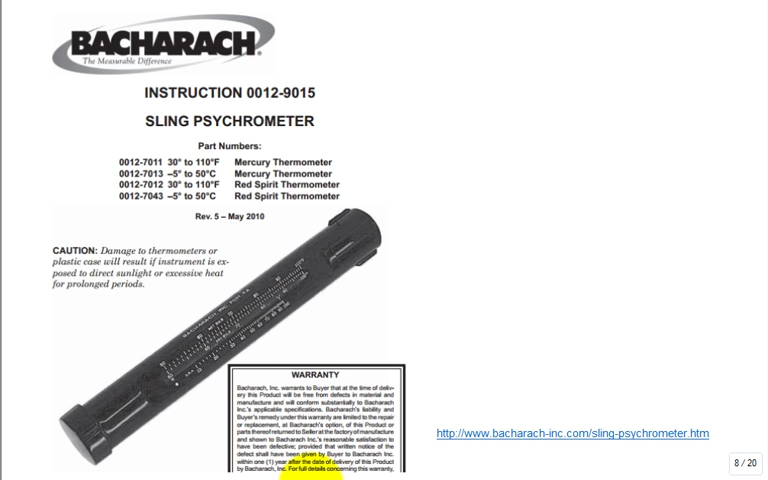 BACHARACH®
The Measurable Difference
INSTRUCTION 0012-9015
SLING PSYCHROMETER
Part Numbers:
0012-7011 30° to 110°F Mercury Thermometer
0012-7013 –5° to 50°C Mercury Thermometer
0012-7012 30° to 110°F Red Spirit Thermometer
0012-7043 –5° to 50°C Red Spirit Thermometer
Rev. 5 – May 2010
CAUTION: Damage to thermometers or
plastic case will result if instrument is ex-
posed to direct sunlight or excessive heat
for prolonged periods.
WARRANTY
Bacharach, Inc. warrants to Buyer that at the time of deliv-
ery this Product will be free from defects in material and
manufacture and will conform substantially to Bacharach
Inc.'s applicable specifications. Bacharach's liability and
Buyer's remedy under this warranty are limited to the repair
or replacement, at Bacharach's option, of this Product or
parts thereof returned to Seller at the factory of manufacture
and shown to Bacharach Inc.'s reasonable satisfaction to
have been defective; provided that written notice of the
defect shall have been given by Buyer to Bacharach Inc.
within one (1) year after the date of delivery of this Product
by Bacharach, Inc. For full details concerning this warranty,
http://www.bacharach-inc.com/sling-psychrometer.htm
8 / 20